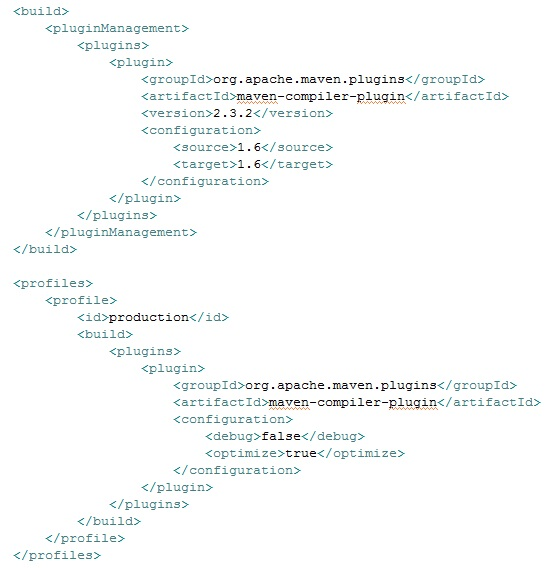 <build>
    <pluginManagement>
        <plugins>
            <plugin>
                <groupId>org.apache.maven.plugins</groupId>
                <artifactId>maven-compiler-plugin</artifactId>
                <version>2.3.2</version>
                <configuration>
                    <source>1.6</source>
                    <target>1.6</target>
                </configuration>
            </plugin>
        </plugins>
    </pluginManagement>
</build>

<profiles>
    <profile>
        <id>production</id>
        <build>
            <plugins>
                <plugin>
                    <groupId>org.apache.maven.plugins</groupId>
                    <artifactId>maven-compiler-plugin</artifactId>
                    <configuration>
                        <debug>false</debug>
                        <optimize>true</optimize>
                    </configuration>
                </plugin>
            </plugins>
        </build>
    </profile>
</profiles>